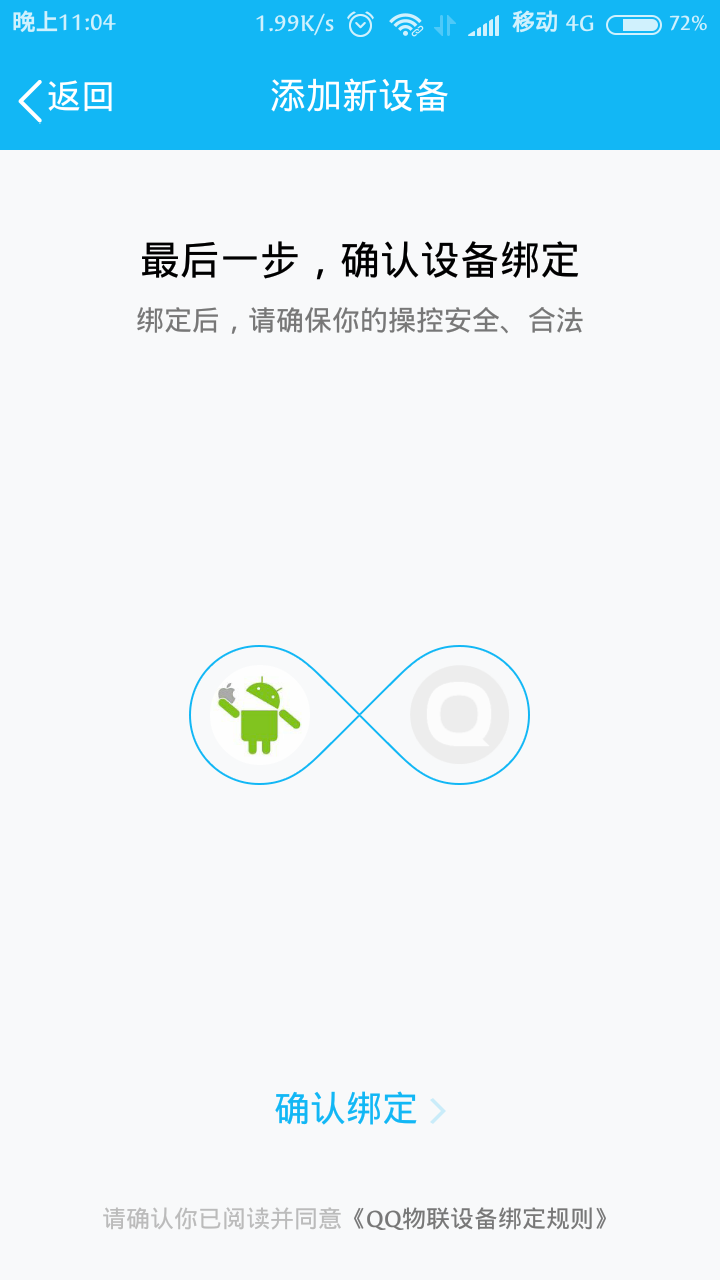 晚上11:04 1.99K/s 移动 4G 72%
返回 添加新设备
最后一步，确认设备绑定
绑定后，请确保你的操控安全、合法
确认绑定
请确认你已阅读并同意《QQ物联设备绑定规则》